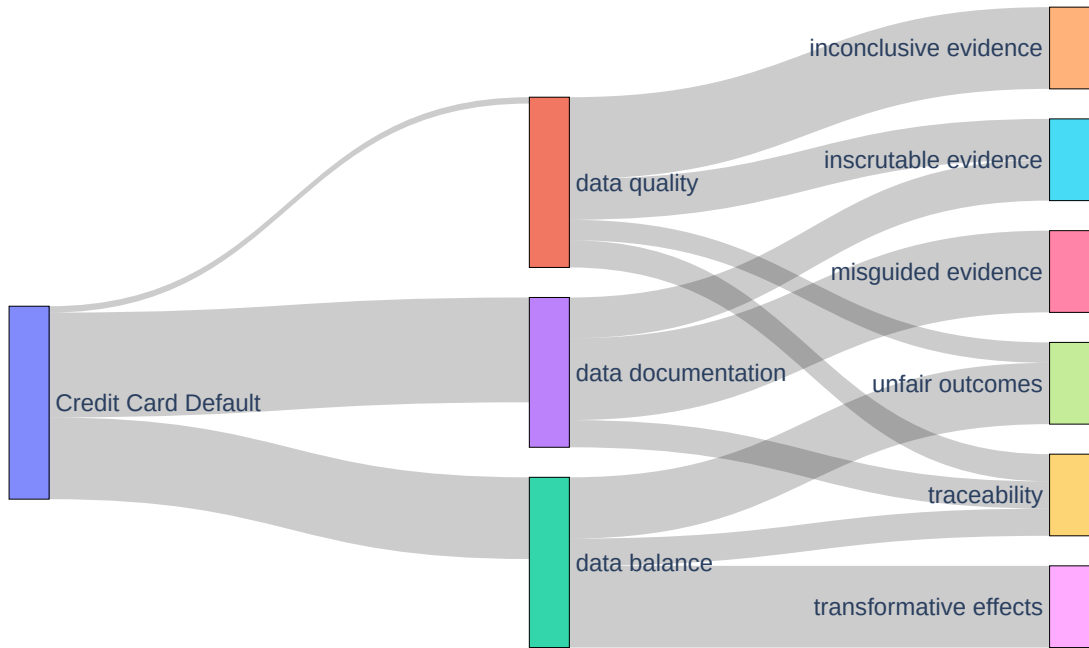 Credit Card Default
data quality
data documentation
data balance
inconclusive evidence
inscrutable evidence
misguided evidence
unfair outcomes
traceability
transformative effects